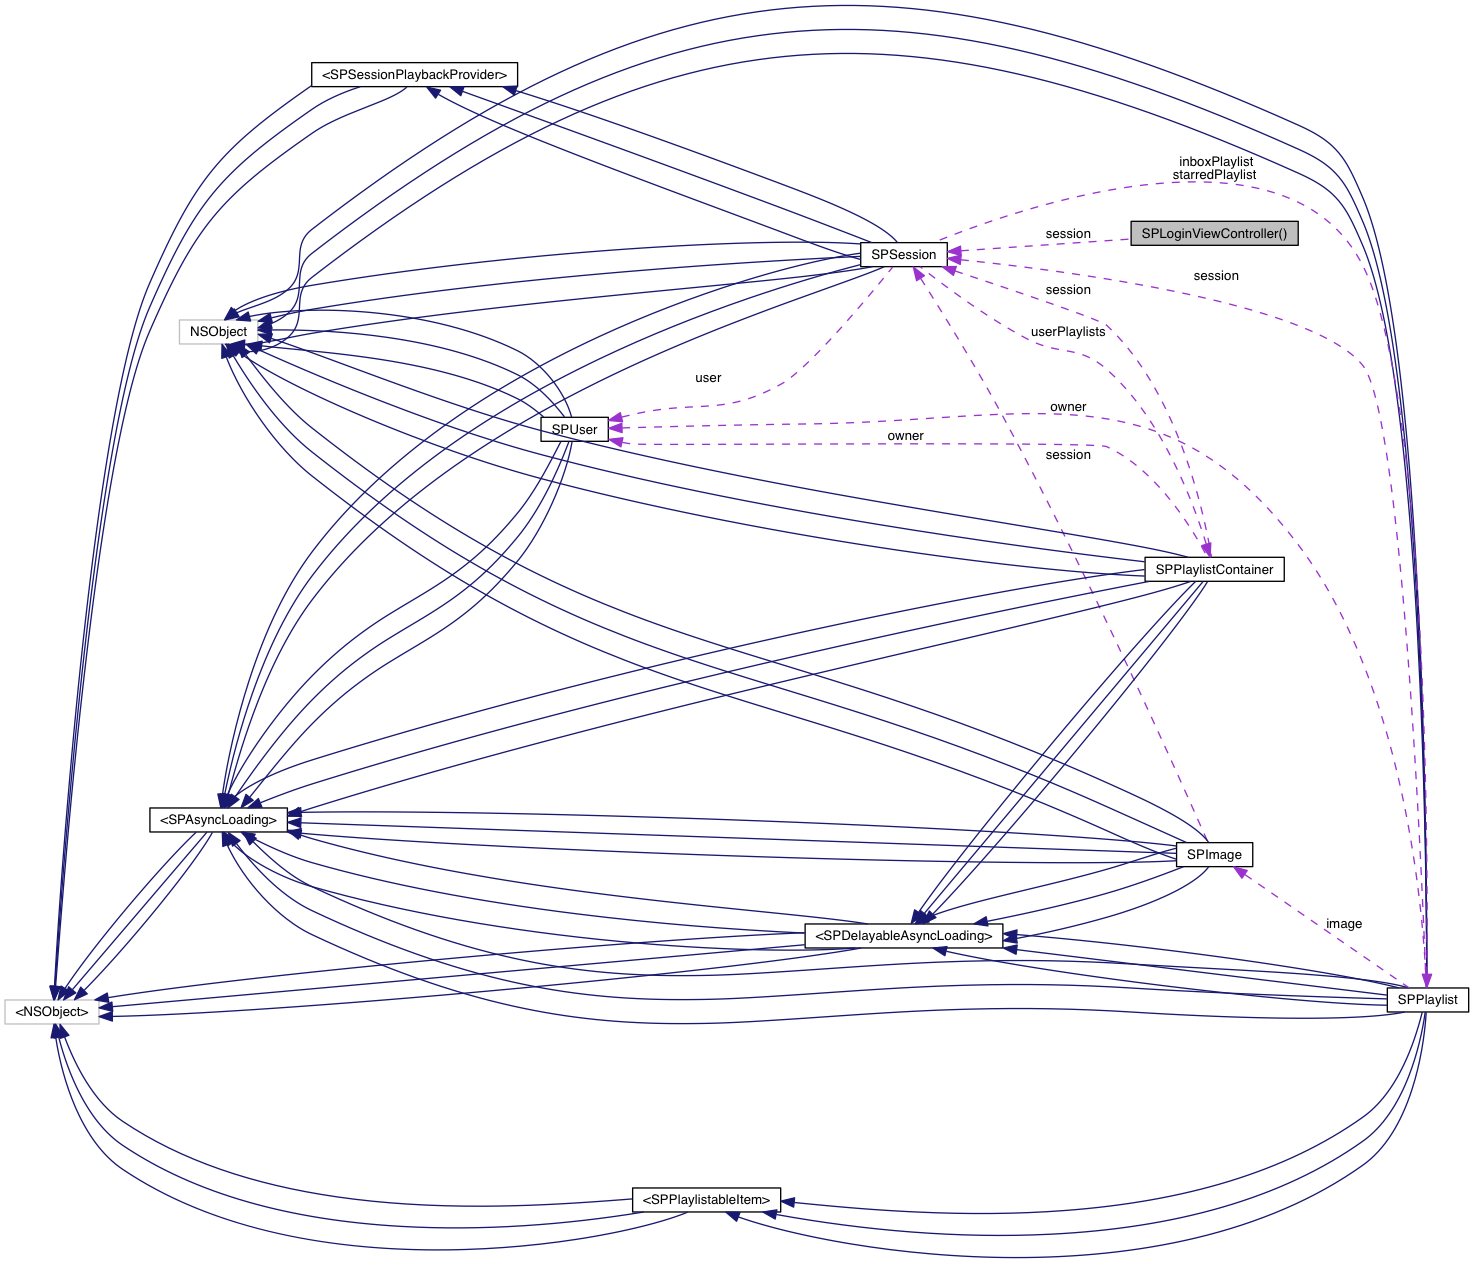 <SPSessionPlaybackProvider>
inboxPlaylist
starredPlaylist
SPLoginViewController()
session
SPSession
session
session
NSObject
userPlaylists
user
owner
SPUser
owner
session
SPPlaylistContainer
<SPAsyncLoading>
SPImage
image
<SPDelayableAsyncLoading>
SPPlaylist
<NSObject>
<SPPlaylistableItem>